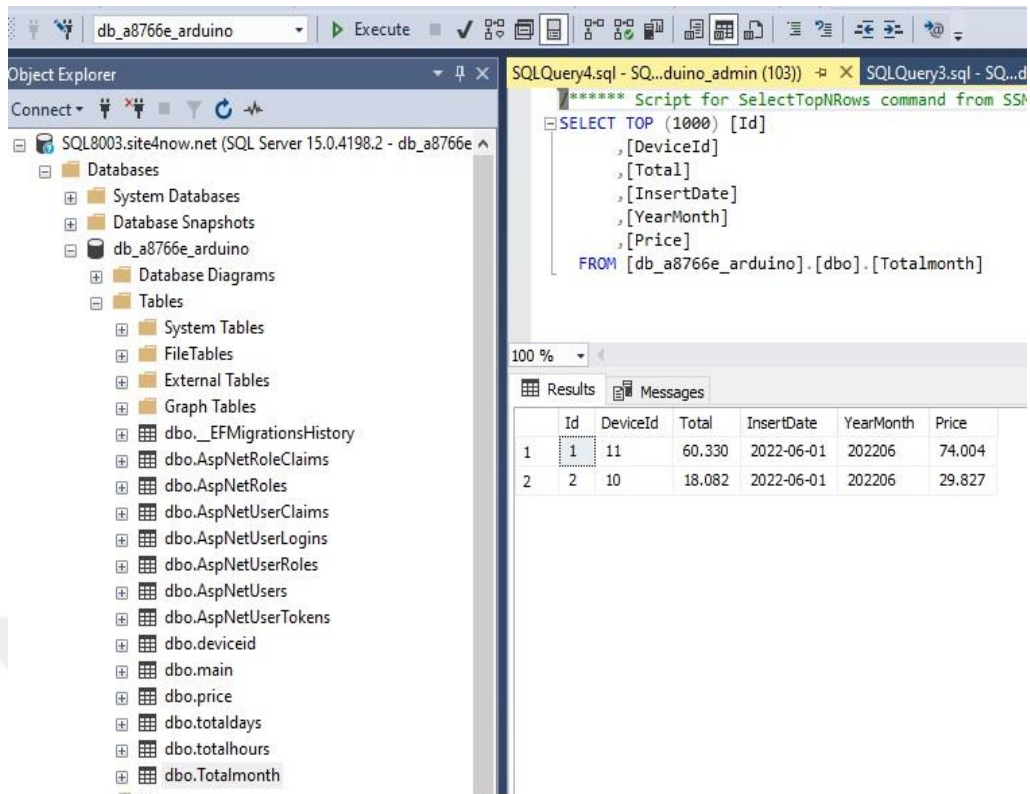 db_a8766e_arduino Execute
Object Explorer
Connect
SQL8003.site4now.net (SQL Server 15.0.4198.2 - db_a8766e
Databases
System Databases
Database Snapshots
db_a8766e_arduino
Database Diagrams
Tables
System Tables
FileTables
External Tables
Graph Tables
dbo.__EFMigrationsHistory
dbo.AspNetRoleClaims
dbo.AspNetRoles
dbo.AspNetUserClaims
dbo.AspNetUserLogins
dbo.AspNetUserRoles
dbo.AspNetUsers
dbo.AspNetUserTokens
dbo.deviceid
dbo.main
dbo.price
dbo.totaldays
dbo.totalhours
dbo.Totalmonth
SQLQuery4.sql - SQ...duino_admin (103)) SQLQuery3.sql - SQ...d
/****** Script for SelectTopNRows command from SSM
SELECT TOP (1000) [Id]
,[DeviceId]
,[Total]
,[InsertDate]
,[YearMonth]
,[Price]
FROM [db_a8766e_arduino].[dbo].[Totalmonth]
100 %
Results Messages
Id DeviceId Total InsertDate YearMonth Price
1 1 11 60.330 2022-06-01 202206 74.004
2 2 10 18.082 2022-06-01 202206 29.827